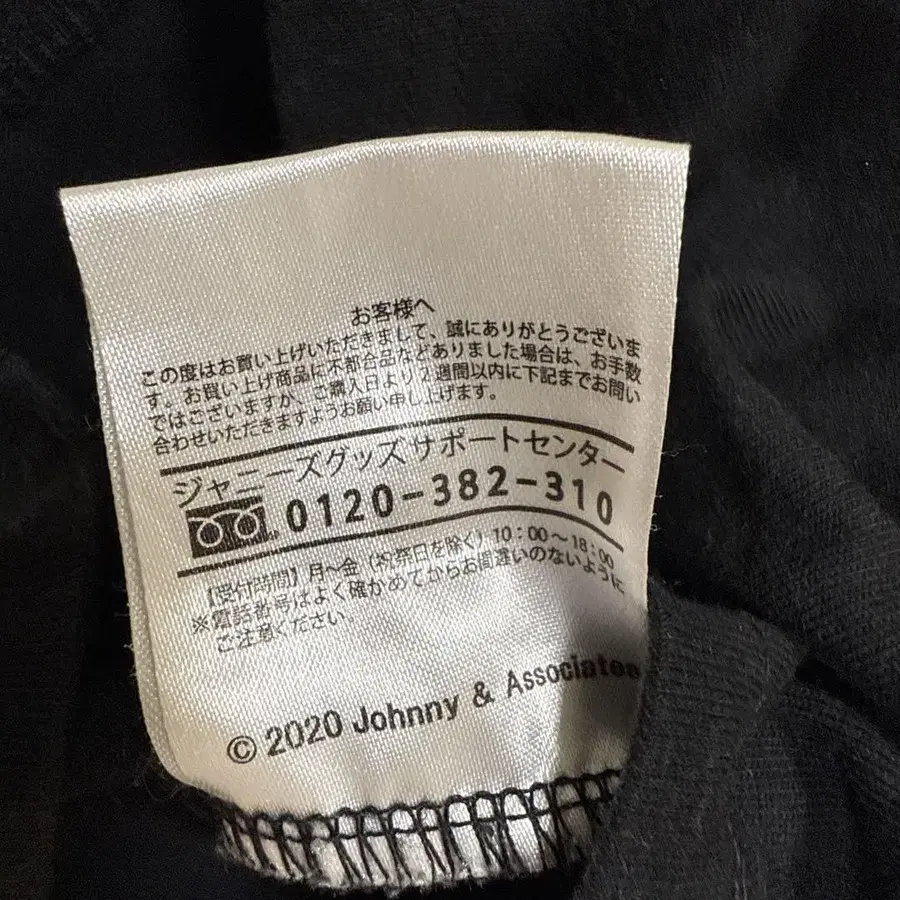 お客様へ
この度はお買い上げいただきまして、誠にありがとうございま
す。お買い上げ商品に不都合品などありました場合は、お手数
ではございますが、ご購入日より2週間以内に下記までお問い
合わせいただきますようお願い申し上げます。
ジャニーズグッズサポートセンター
0120-382-310
【受付時間】月〜金（祝祭日を除く）10：00〜18：00
※電話番号はよく確かめてからお間違いのないように
ご注意ください。
© 2020 Johnny & Associates